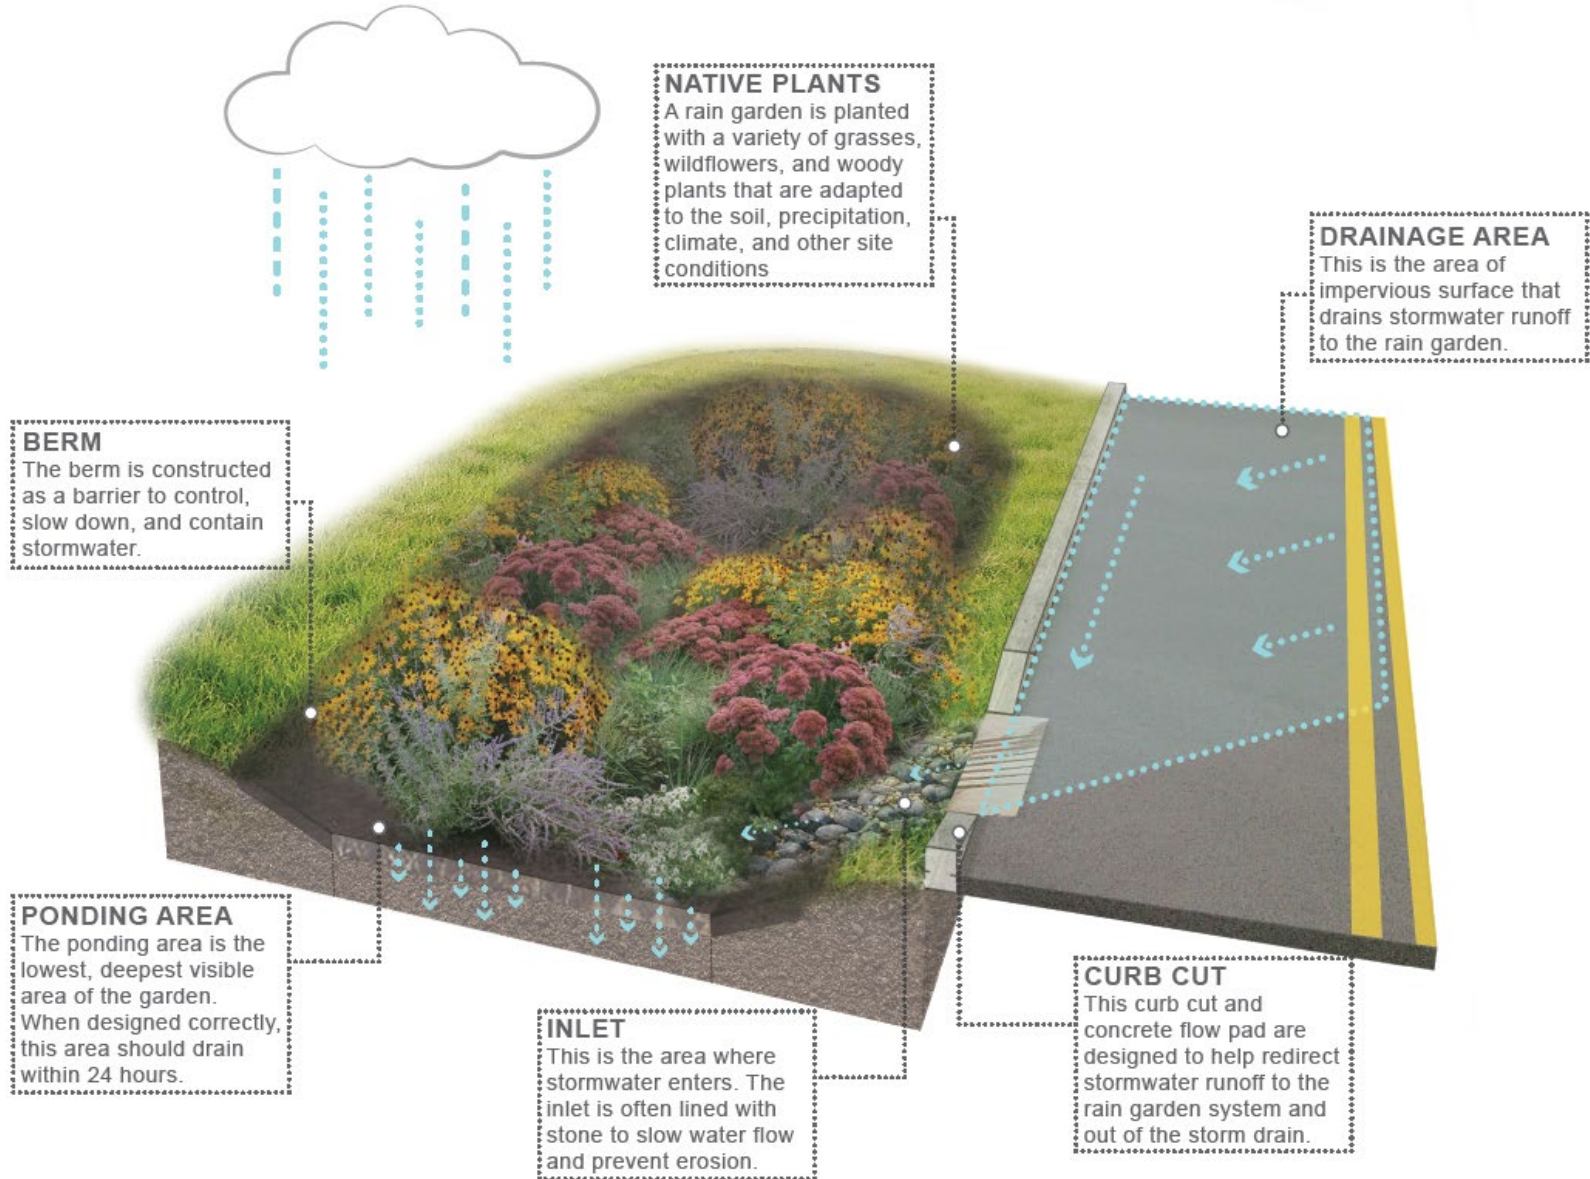 NATIVE PLANTS
A rain garden is planted
with a variety of grasses,
wildflowers, and woody
plants that are adapted
to the soil, precipitation,
climate, and other site
conditions
DRAINAGE AREA
This is the area of
impervious surface that
drains stormwater runoff
to the rain garden.
BERM
The berm is constructed
as a barrier to control,
slow down, and contain
stormwater.
PONDING AREA
The ponding area is the
lowest, deepest visible
area of the garden.
When designed correctly,
this area should drain
within 24 hours.
INLET
This is the area where
stormwater enters. The
inlet is often lined with
stone to slow water flow
and prevent erosion.
CURB CUT
This curb cut and
concrete flow pad are
designed to help redirect
stormwater runoff to the
rain garden system and
out of the storm drain.